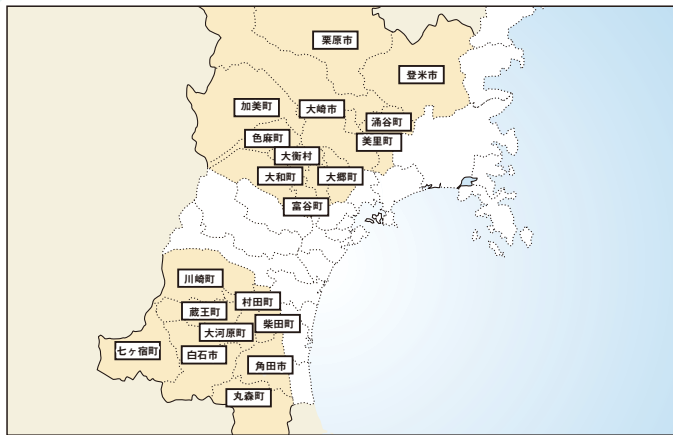 栗原市
登米市
加美町
大崎市
涌谷町
色麻町
美里町
大衡村
大和町
大郷町
富谷町
川崎町
村田町
蔵王町
柴田町
大河原町
七ヶ宿町
白石市
角田市
丸森町